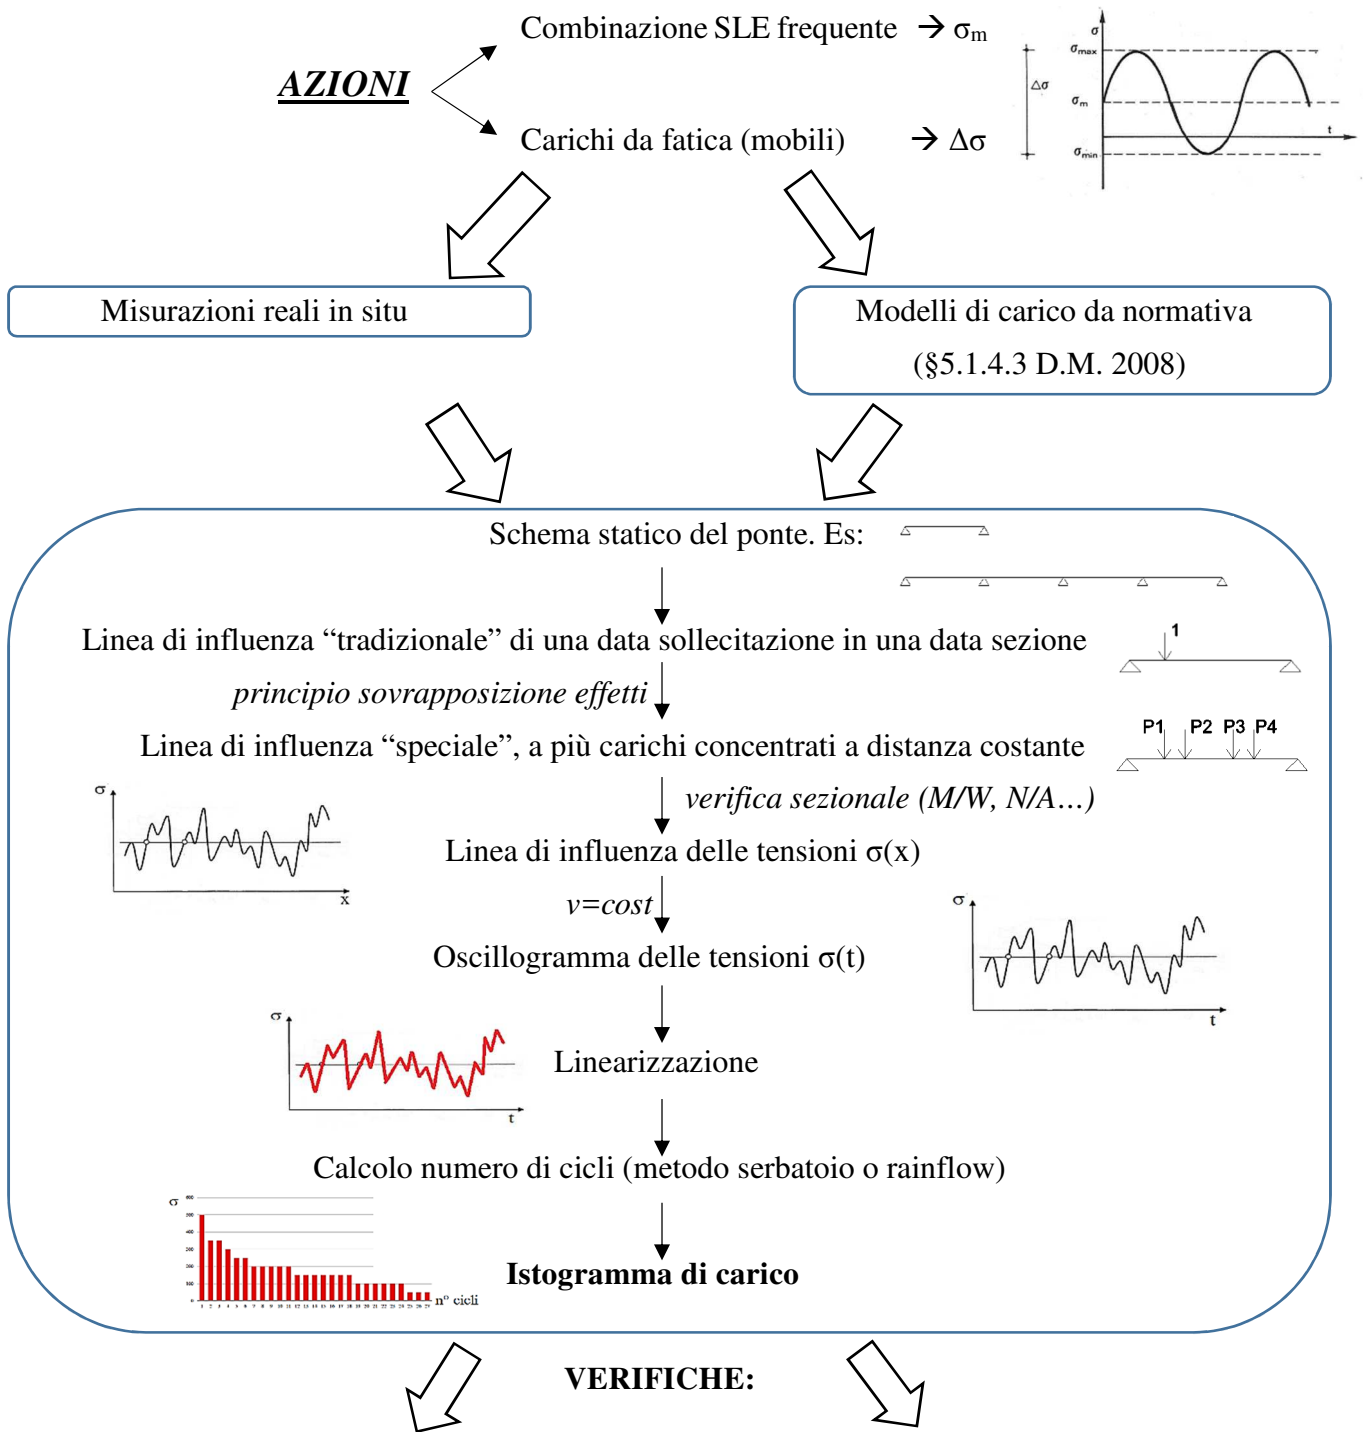 Combinazione SLE frequente → σm
AZIONI
Carichi da fatica (mobili) → Δσ
σ
σmax
Δσ
σm
t
σmin
Misurazioni reali in situ
Modelli di carico da normativa
(§5.1.4.3 D.M. 2008)
Schema statico del ponte. Es:
Linea di influenza “tradizionale” di una data sollecitazione in una data sezione
1
principio sovrapposizione effetti
Linea di influenza “speciale”, a più carichi concentrati a distanza costante
P1 P2 P3 P4
verifica sezionale (M/W, N/A…)
σ
x
Linea di influenza delle tensioni σ(x)
v=cost
Oscillogramma delle tensioni σ(t)
σ
t
σ
t
Linearizzazione
Calcolo numero di cicli (metodo serbatoio o rainflow)
σ
n° cicli
Istogramma di carico
VERIFICHE: